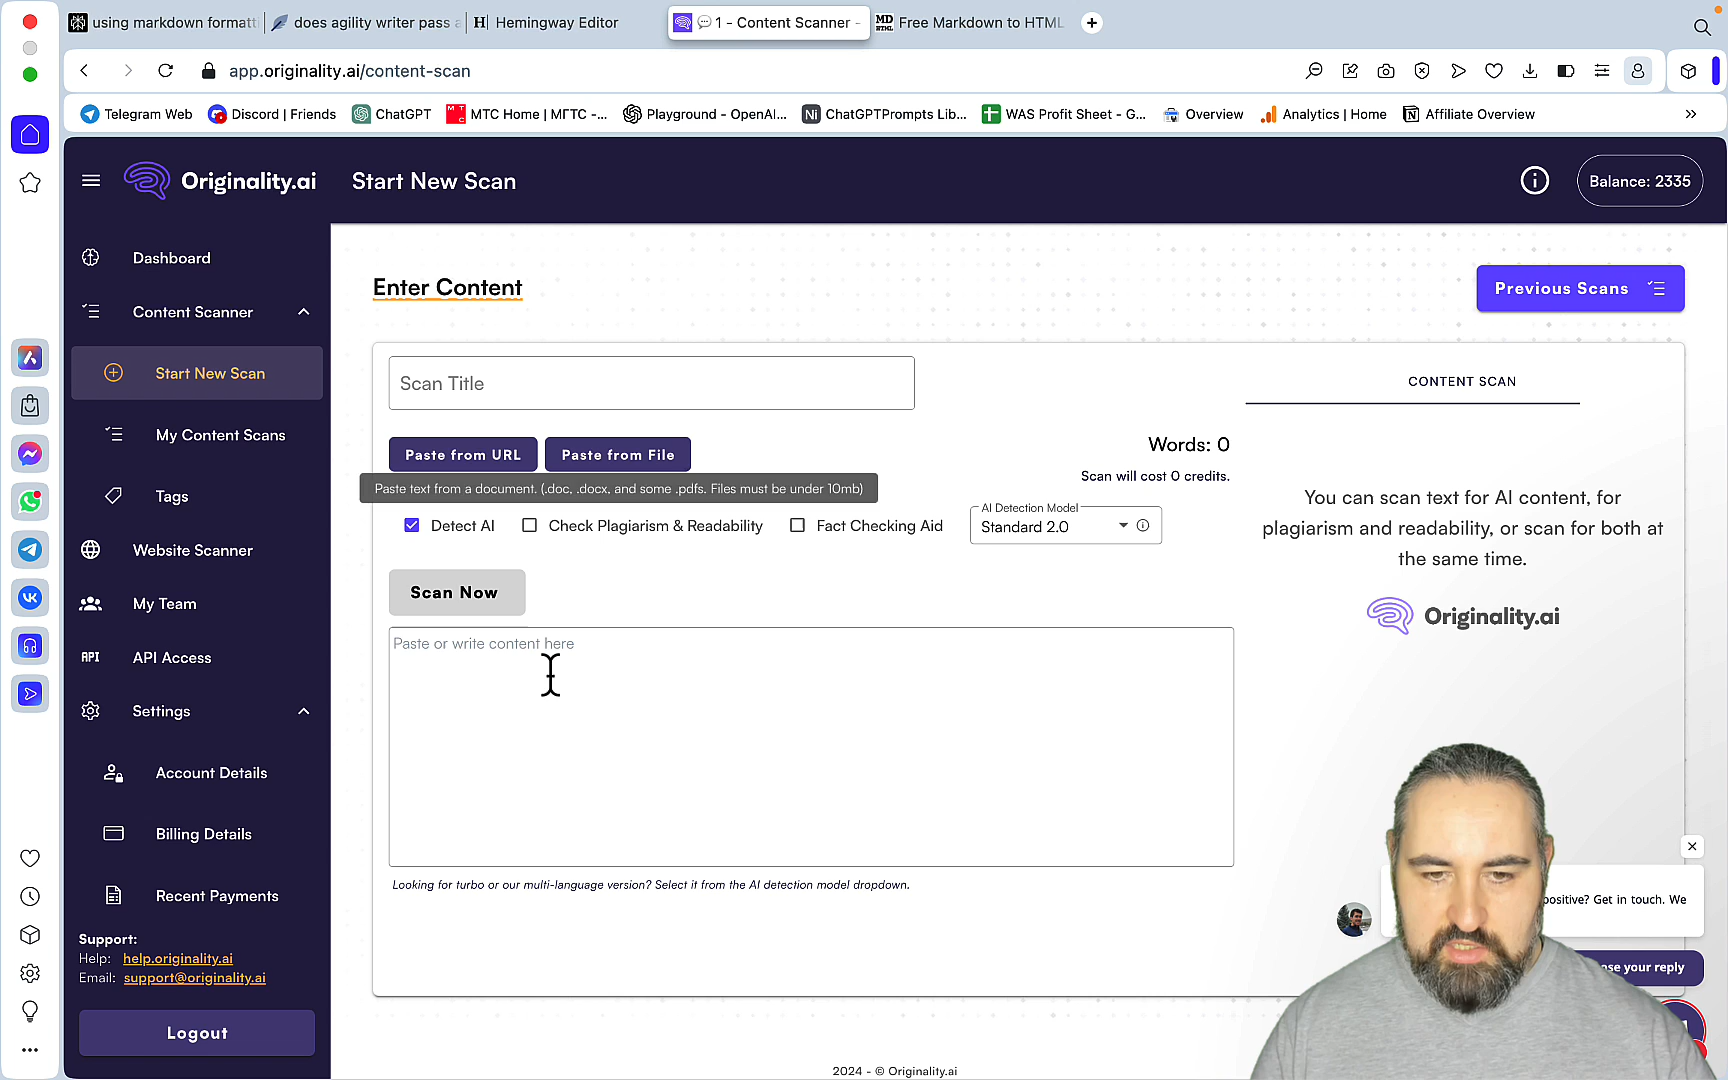 using markdown formatti
does agility writer pass a
Hemingway Editor
1 - Content Scanner -
Free Markdown to HTML
app.originality.ai/content-scan
Telegram Web
Discord | Friends
ChatGPT
МТС Home | МГТС -...
Playground - OpenAI...
ChatGPTPrompts Lib...
WAS Profit Sheet - G...
Overview
Analytics | Home
Affiliate Overview
Originality.ai
Start New Scan
Balance: 2335
Dashboard
Content Scanner
Start New Scan
My Content Scans
Tags
Website Scanner
My Team
API
API Access
Settings
Account Details
Billing Details
Recent Payments
Support:
Help: help.originality.ai
Email: support@originality.ai
Logout
Enter Content
Previous Scans
Scan Title
CONTENT SCAN
Paste from URL
Paste from File
Words: 0
Scan will cost 0 credits.
Paste text from a document. (.doc, .docx, and some .pdfs. Files must be under 10mb)
Detect AI
Check Plagiarism & Readability
Fact Checking Aid
AI Detection Model
Standard 2.0
Scan Now
Paste or write content here
Looking for turbo or our multi-language version? Select it from the AI detection model dropdown.
You can scan text for AI content, for
plagiarism and readability, or scan for both at
the same time.
Originality.ai
positive? Get in touch. We
your reply
2024 - © Originality.ai